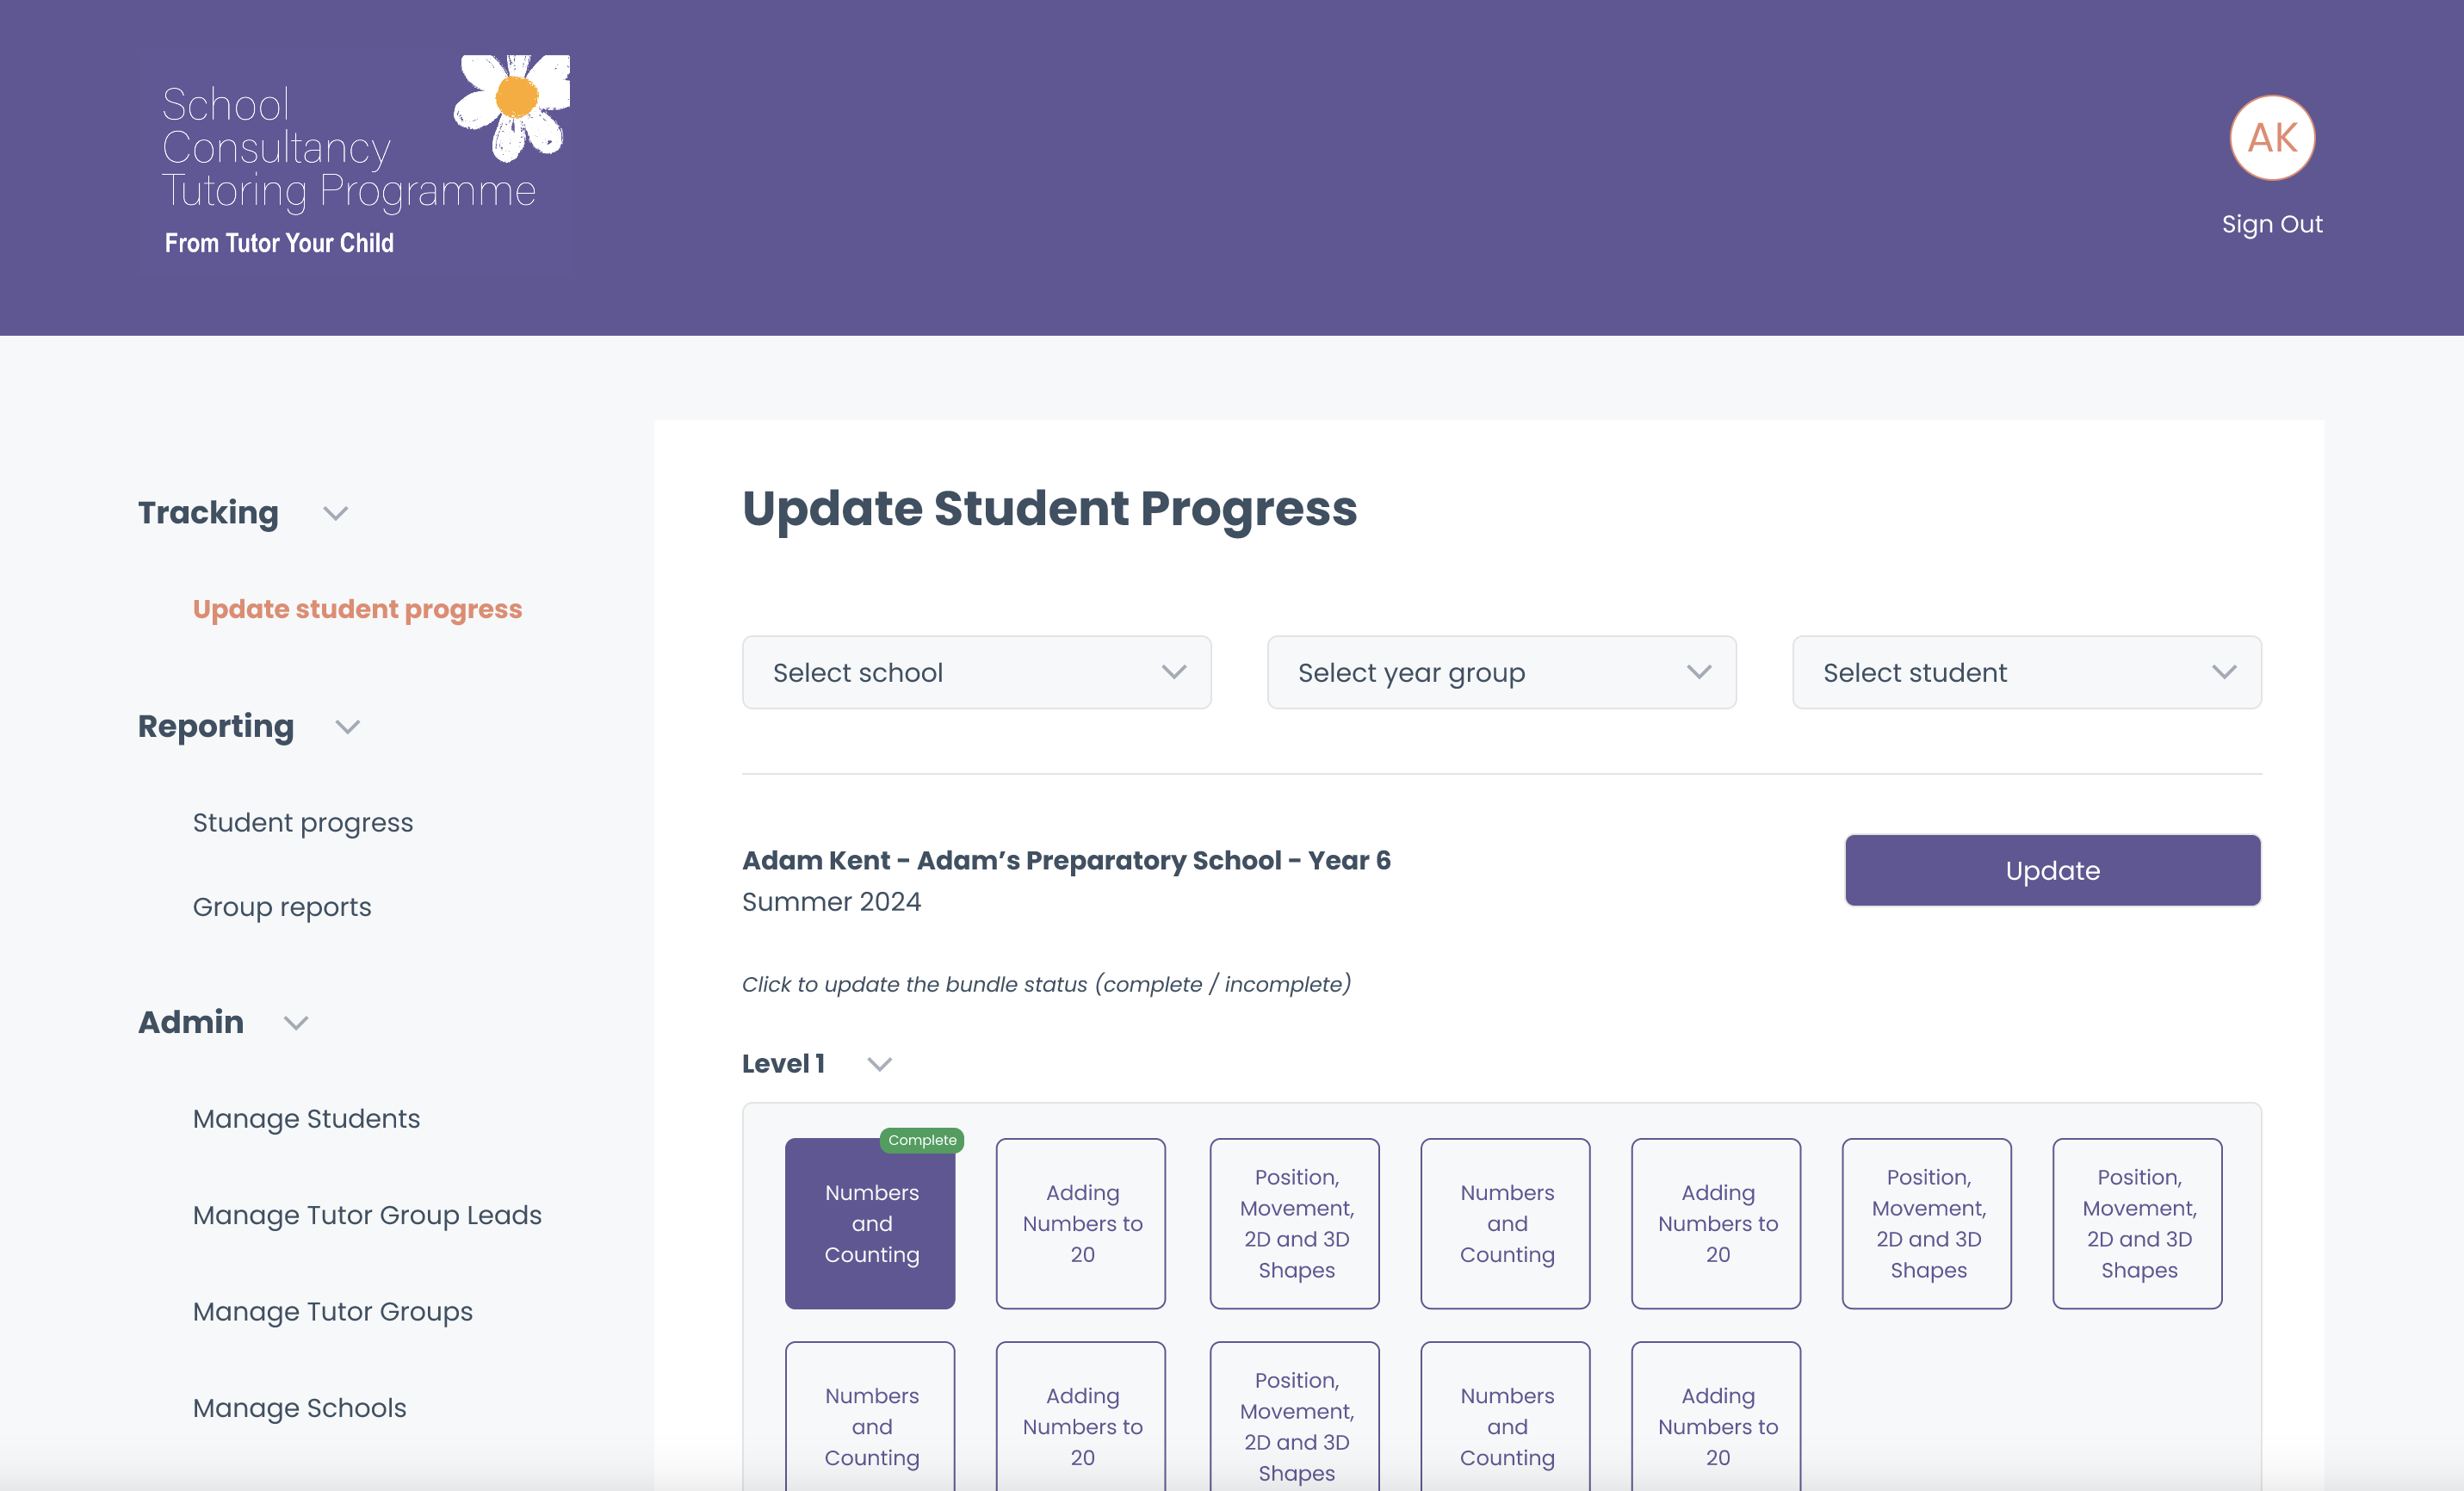 School
Consultancy
Tutoring Programme
From Tutor Your Child
AK
Sign Out
Tracking
Update student progress
Reporting
Student progress
Group reports
Admin
Manage Students
Manage Tutor Group Leads
Manage Tutor Groups
Manage Schools
Update Student Progress
Select school
Select year group
Select student
Adam Kent - Adam’s Preparatory School - Year 6
Summer 2024
Update
Click to update the bundle status (complete / incomplete)
Level 1
Complete
Numbers
and
Counting
Adding
Numbers to
20
Position,
Movement,
2D and 3D
Shapes
Numbers
and
Counting
Adding
Numbers to
20
Position,
Movement,
2D and 3D
Shapes
Position,
Movement,
2D and 3D
Shapes
Numbers
and
Counting
Adding
Numbers to
20
Position,
Movement,
2D and 3D
Shapes
Numbers
and
Counting
Adding
Numbers to
20